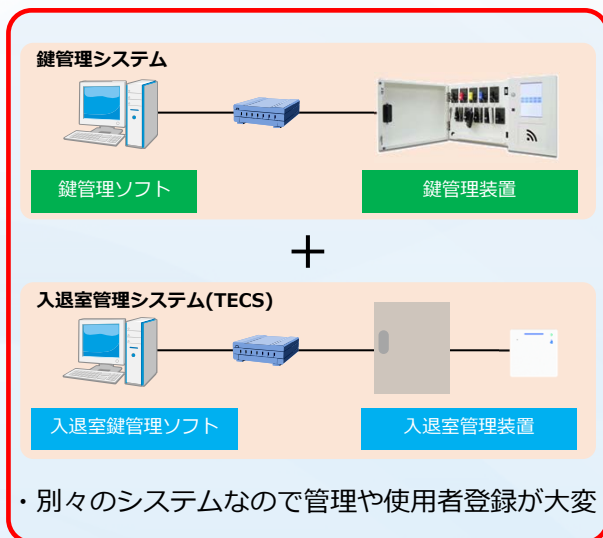 鍵管理システム
鍵管理ソフト
鍵管理装置
＋
入退室管理システム(TECS)
入退室鍵管理ソフト
入退室管理装置
・別々のシステムなので管理や使用者登録が大変